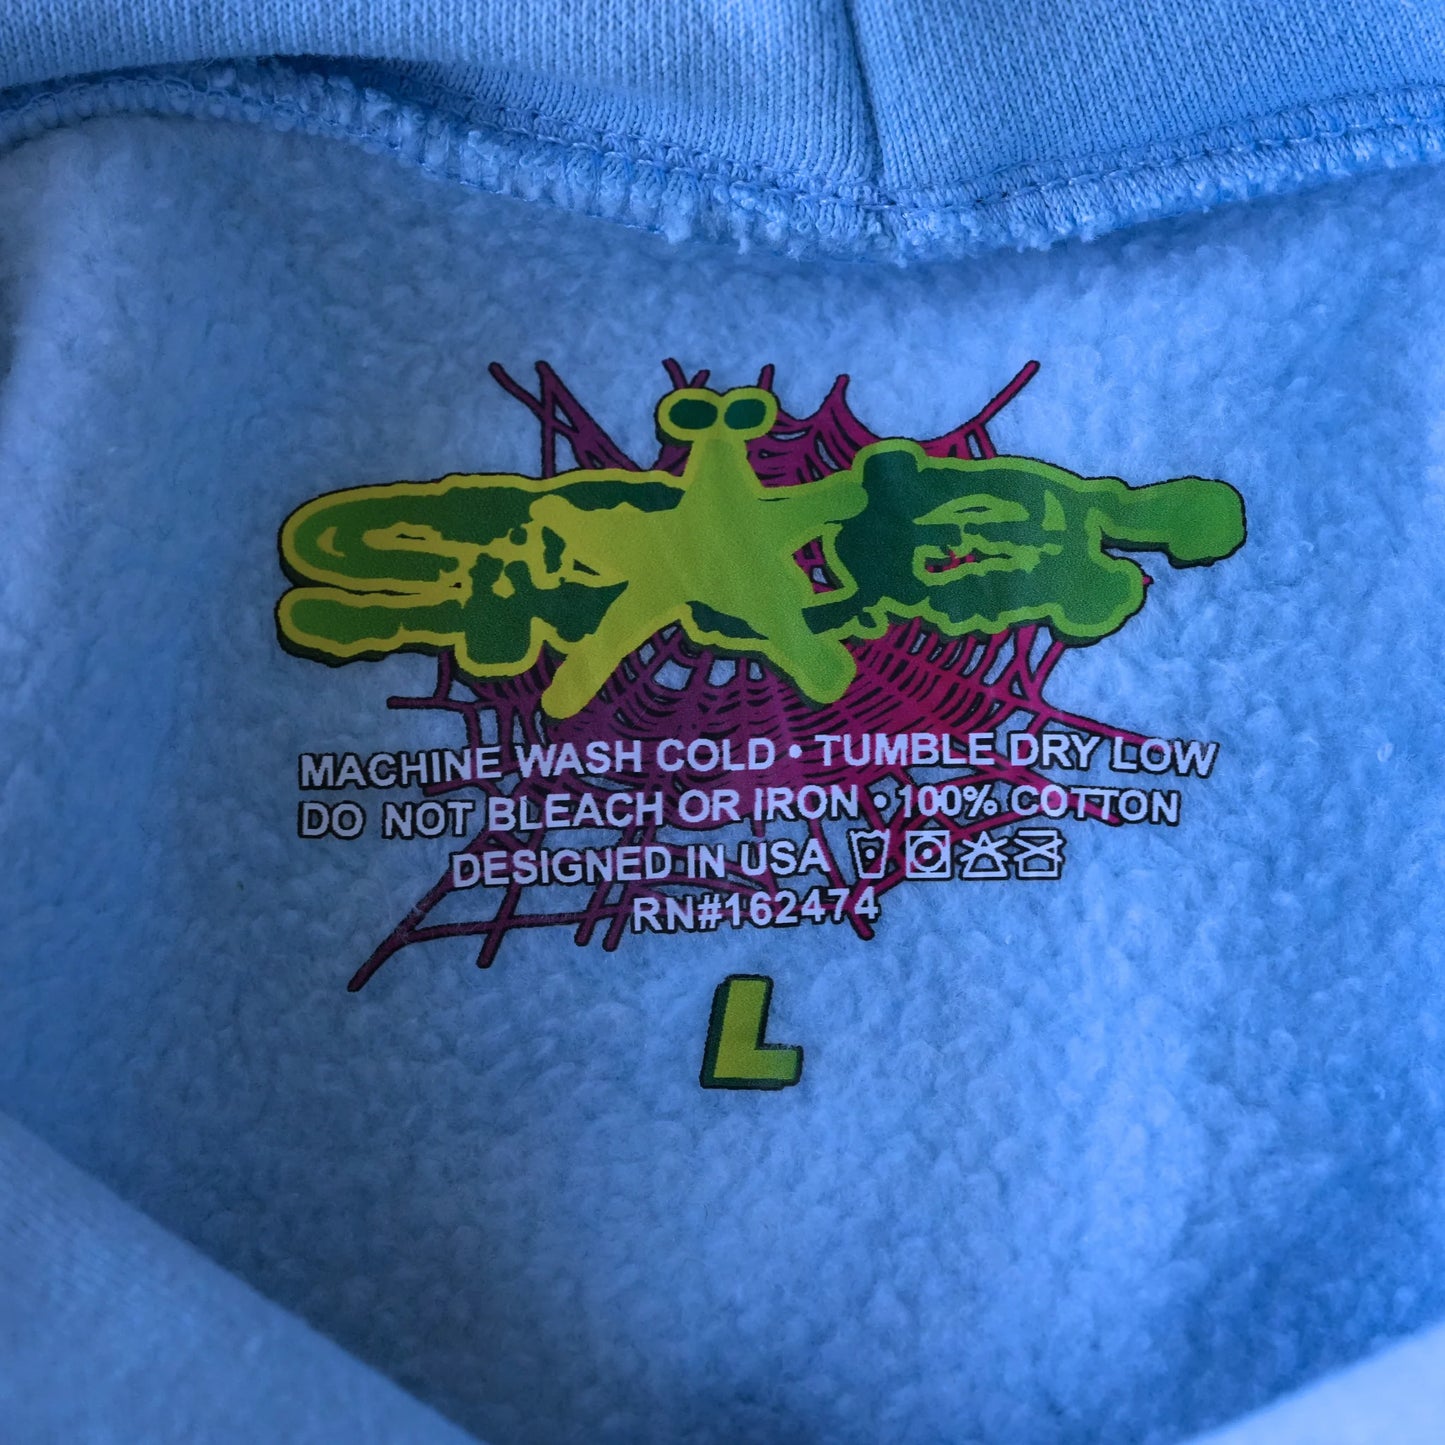 MACHINE WASH COLD • TUMBLE DRY LOW
DO NOT BLEACH OR IRON • 100% COTTON
DESIGNED IN USA
RN#162474
L